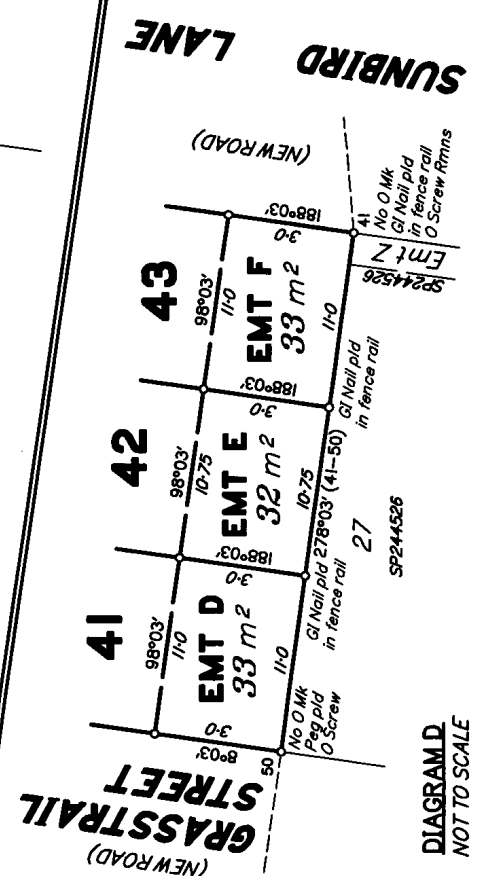 SUNBIRD LANE
(NEW ROAD)
43
98°03'
11·0
EMT F
33 m²
188°03'
3·0
11·0
41
No O Mk
GI Nail pld
in fence rail
O Screw Rmns
Emt Z
SP244526
42
98°03'
10·75
EMT E
32 m²
188°03'
3·0
10·75
GI Nail pld
in fence rail
278°03' (41-50)
27
SP244526
41
98°03'
11·0
EMT D
33 m²
188°03'
3·0
11·0
GI Nail pld
in fence rail
8°03'
3·0
50
No O Mk
Peg pld
O Screw
GRASSTRAIL
STREET
(NEW ROAD)
DIAGRAM D
NOT TO SCALE